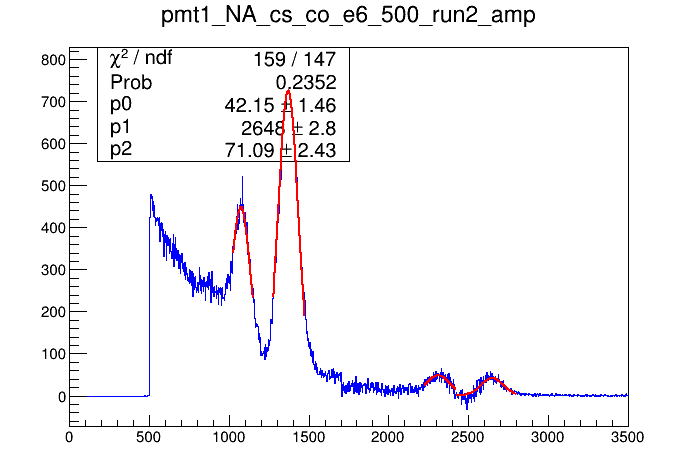 pmt1_NA_cs_co_e6_500_run2_amp
χ² / ndf 159 / 147
Prob 0.2352
p0 42.15 ± 1.46
p1 2648 ± 2.8
p2 71.09 ± 2.43
800
700
600
500
400
300
200
100
0
0 500 1000 1500 2000 2500 3000 3500